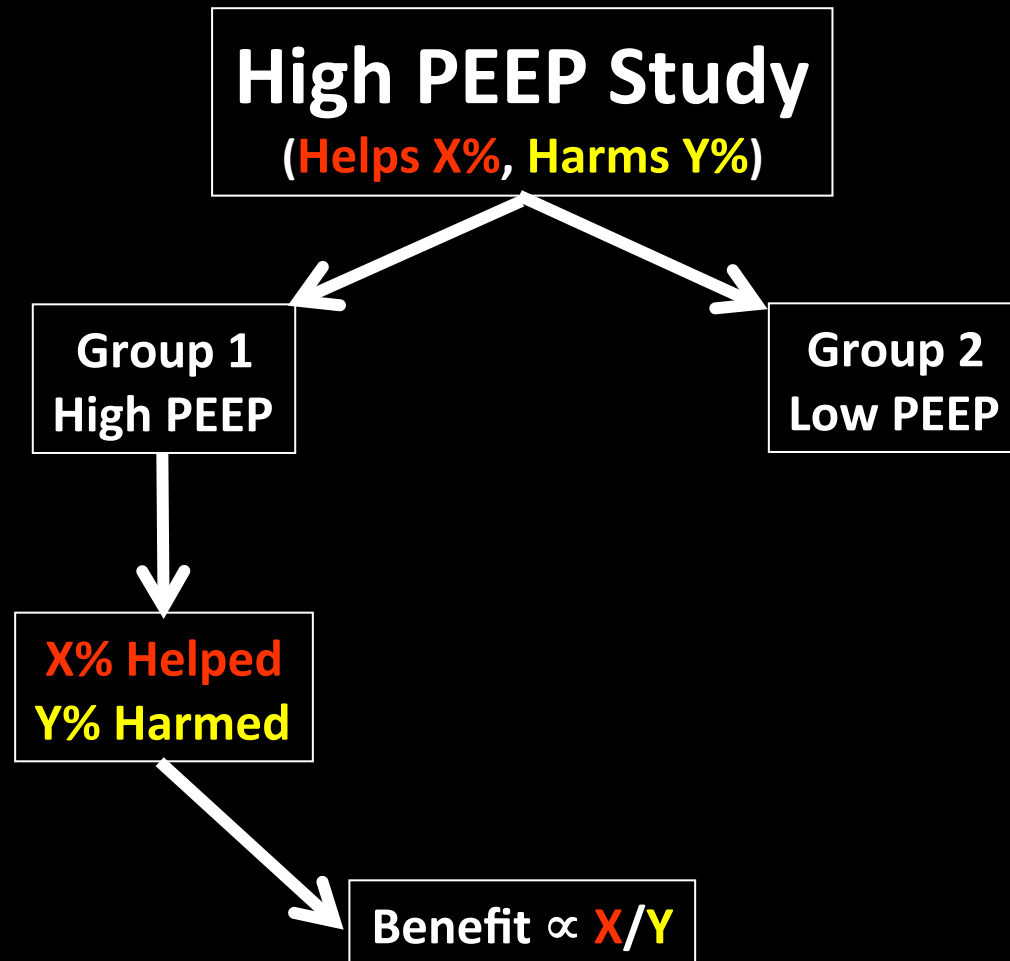 High PEEP Study
(Helps X%, Harms Y%)
Group 1
High PEEP
Group 2
Low PEEP
X% Helped
Y% Harmed
Benefit ∝ X/Y